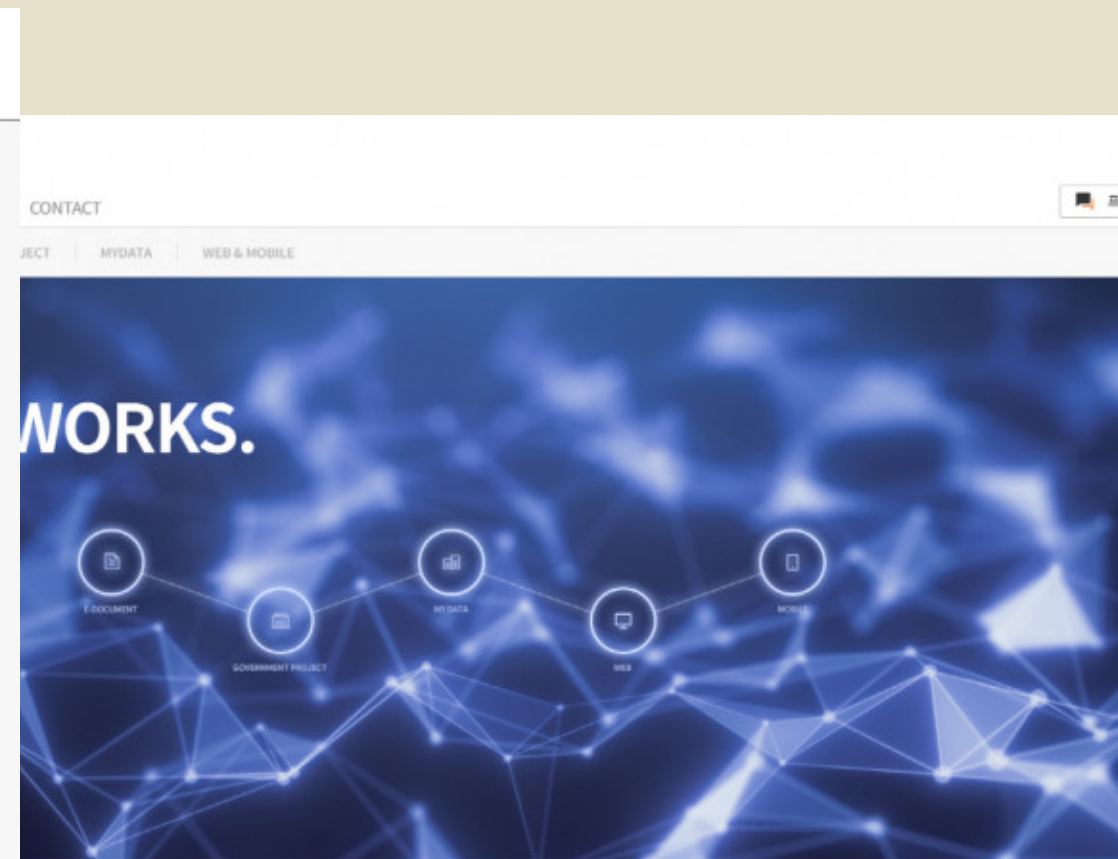 CONTACT
JECT MYDATA WEB & MOBILE
WORKS.
E-DOCUMENT
MY DATA
MOBILE
GOVERNMENT PROJECT
WEB